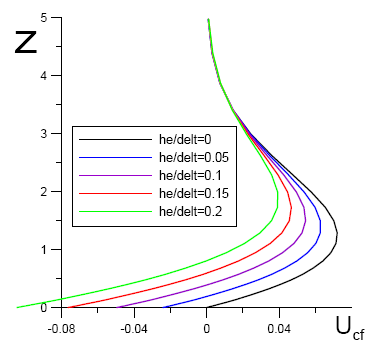 5
Z
4
he/delt=0
3
he/delt=0.05
he/delt=0.1
he/delt=0.15
2
he/delt=0.2
1
0
-0.08 -0.04 0 0.04 Ucf